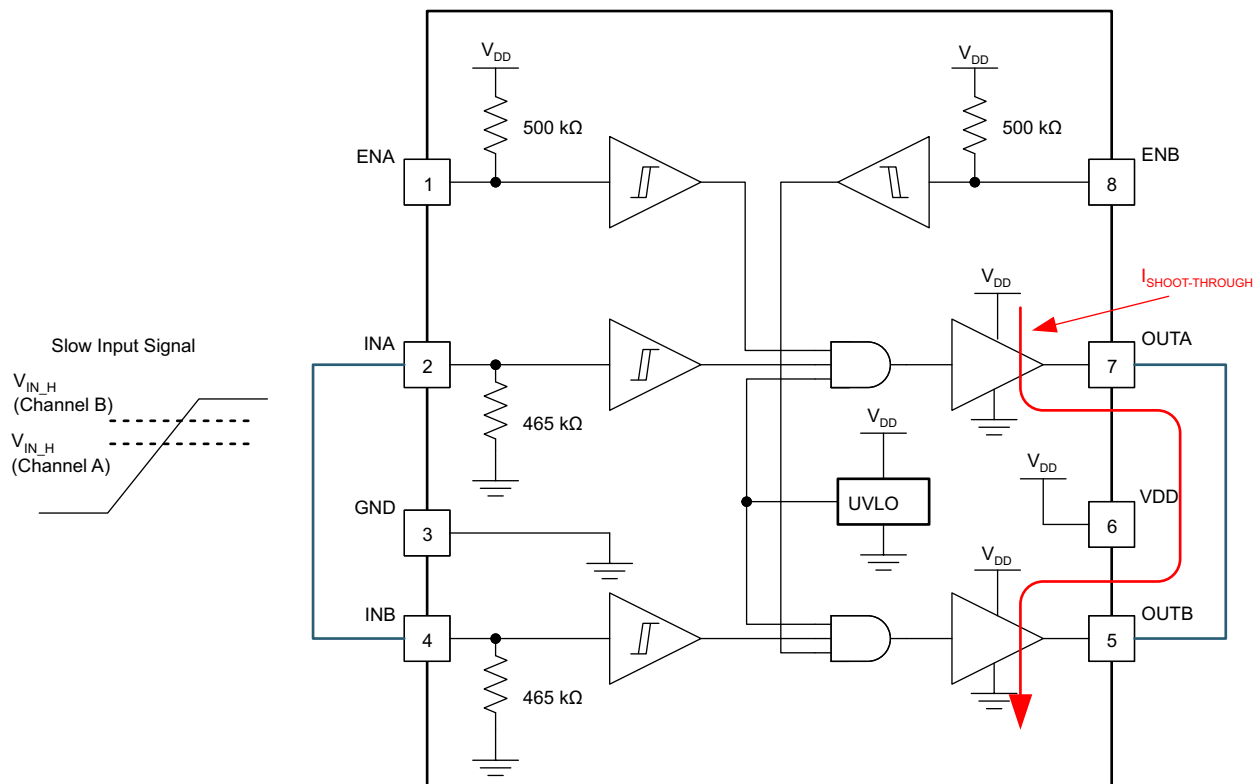 VDD
VDD
500 kΩ
500 kΩ
ENA
1
ENB
8
VDD
ISHOOT-THROUGH
Slow Input Signal
INA
2
OUTA
7
VIN_H
(Channel B)
VIN_H
(Channel A)
465 kΩ
VDD
VDD
GND
3
UVLO
VDD
6
VDD
INB
4
OUTB
5
465 kΩ